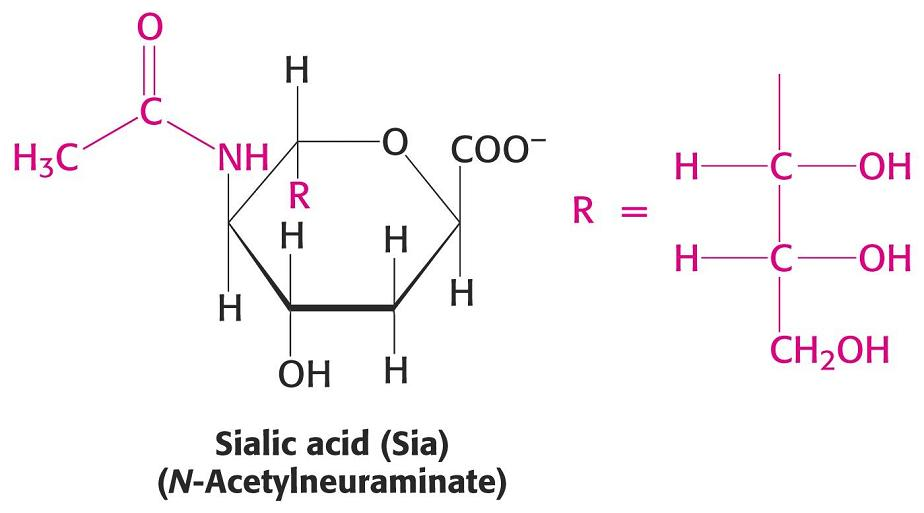 O
C
H₃C
NH
H
O
COO⁻
R
H
H
H
H
OH
H
R =
H C OH
H C OH
CH₂OH
Sialic acid (Sia)
(N-Acetylneuraminate)